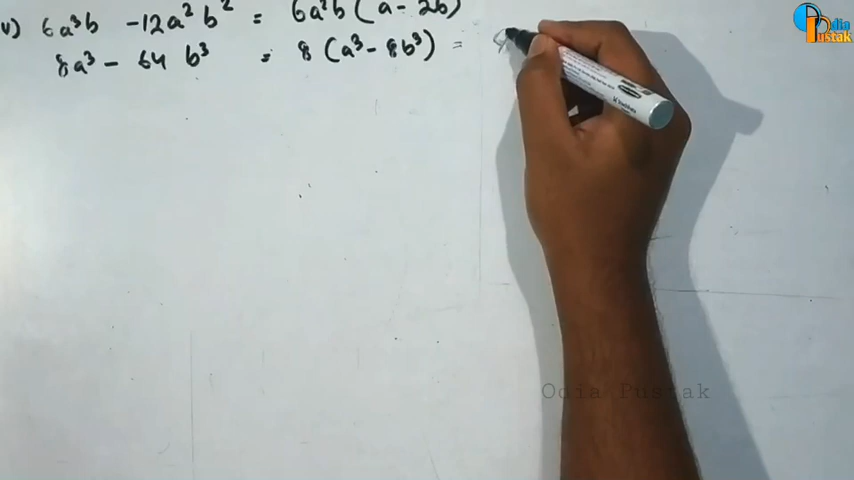 v) 6a³b -12a²b² = 6a²b(a - 2b)
8a³ - 64 b³ = 8(a³ - 8b³) =
Odia Pustak
Odia Pustak